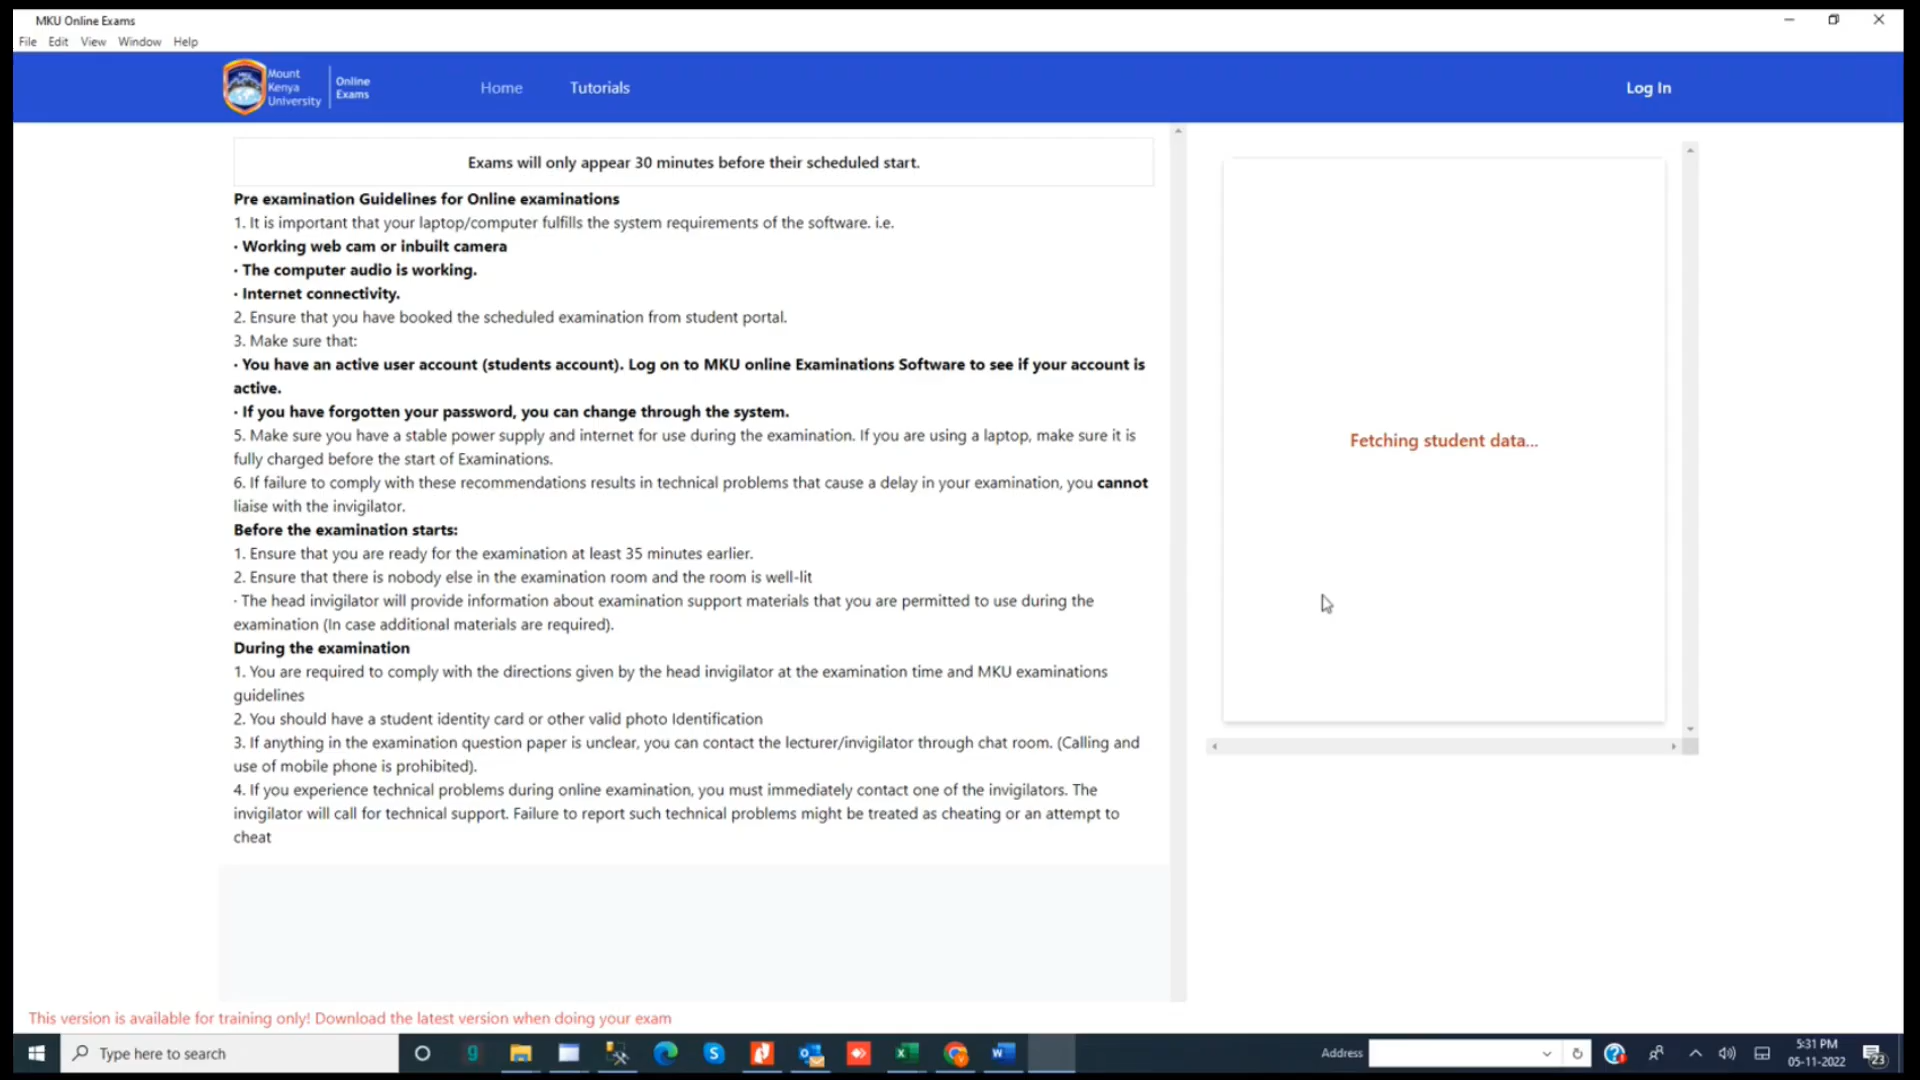 MKU Online Exams
File Edit View Window Help
Mount
Kenya
University
Online
Exams
Home
Tutorials
Log In
Exams will only appear 30 minutes before their scheduled start.
Pre examination Guidelines for Online examinations
1. It is important that your laptop/computer fulfills the system requirements of the software. i.e.
· Working web cam or inbuilt camera
· The computer audio is working.
· Internet connectivity.
2. Ensure that you have booked the scheduled examination from student portal.
3. Make sure that:
· You have an active user account (students account). Log on to MKU online Examinations Software to see if your account is
active.
· If you have forgotten your password, you can change through the system.
5. Make sure you have a stable power supply and internet for use during the examination. If you are using a laptop, make sure it is
fully charged before the start of Examinations.
6. If failure to comply with these recommendations results in technical problems that cause a delay in your examination, you cannot
liaise with the invigilator.
Before the examination starts:
1. Ensure that you are ready for the examination at least 35 minutes earlier.
2. Ensure that there is nobody else in the examination room and the room is well-lit
· The head invigilator will provide information about examination support materials that you are permitted to use during the
examination (In case additional materials are required).
During the examination
1. You are required to comply with the directions given by the head invigilator at the examination time and MKU examinations
guidelines
2. You should have a student identity card or other valid photo Identification
3. If anything in the examination question paper is unclear, you can contact the lecturer/invigilator through chat room. (Calling and
use of mobile phone is prohibited).
4. If you experience technical problems during online examination, you must immediately contact one of the invigilators. The
invigilator will call for technical support. Failure to report such technical problems might be treated as cheating or an attempt to
cheat
Fetching student data...
This version is available for training only! Download the latest version when doing your exam
Type here to search
Address
5:31 PM
05-11-2022
23